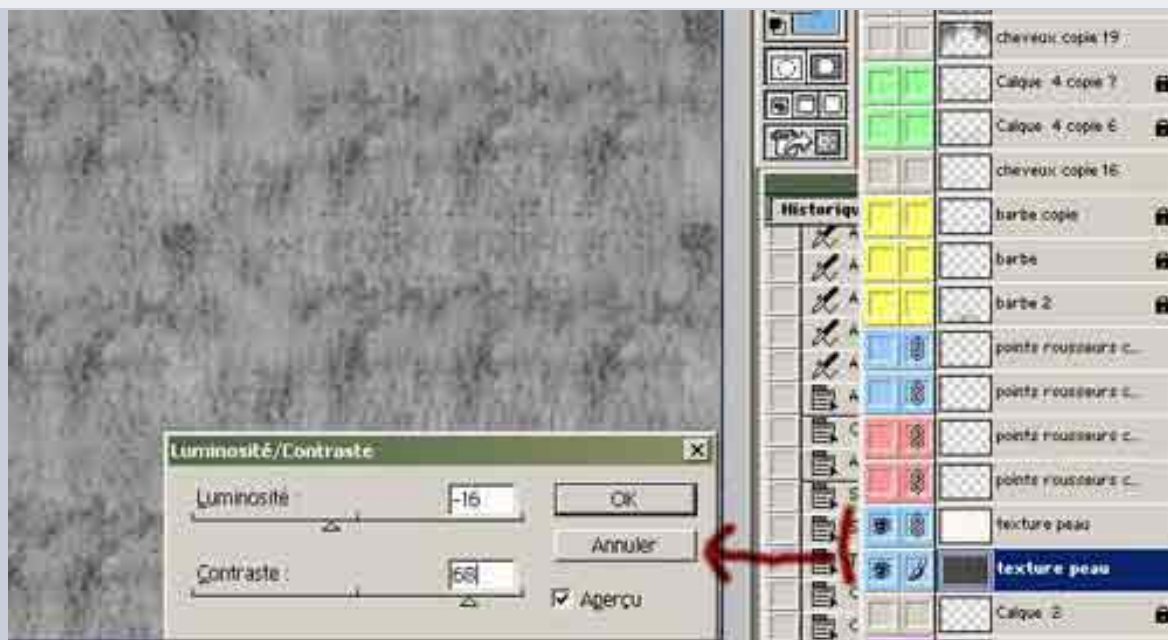 cheveux copie 19
Calque 4 copie 7
Calque 4 copie 6
cheveux copie 16
Historiqu
barbe copie
barbe
barbe 2
points rousseurs c...
points rousseurs c...
points rousseurs c...
points rousseurs c...
texture peau
texture peau
Calque 2
Luminosité/Contraste
Luminosité :
-16
OK
Annuler
Contraste :
68
Aperçu